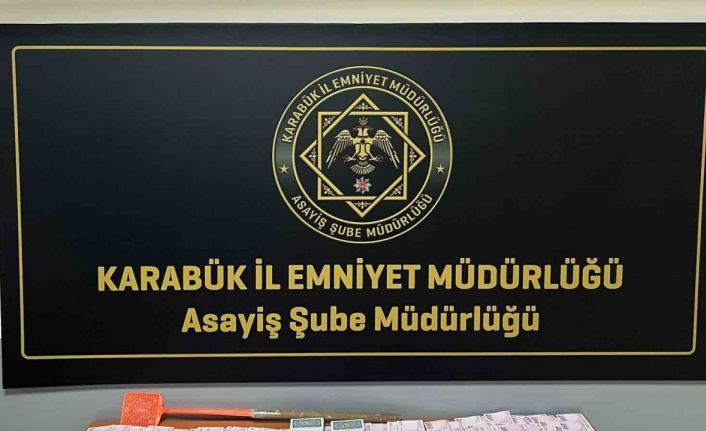 KARABÜK İL EMNİYET MÜDÜRLÜĞÜ
ASAYİŞ ŞUBE MÜDÜRLÜĞÜ
KARABÜK İL EMNİYET MÜDÜRLÜĞÜ
Asayiş Şube Müdürlüğü